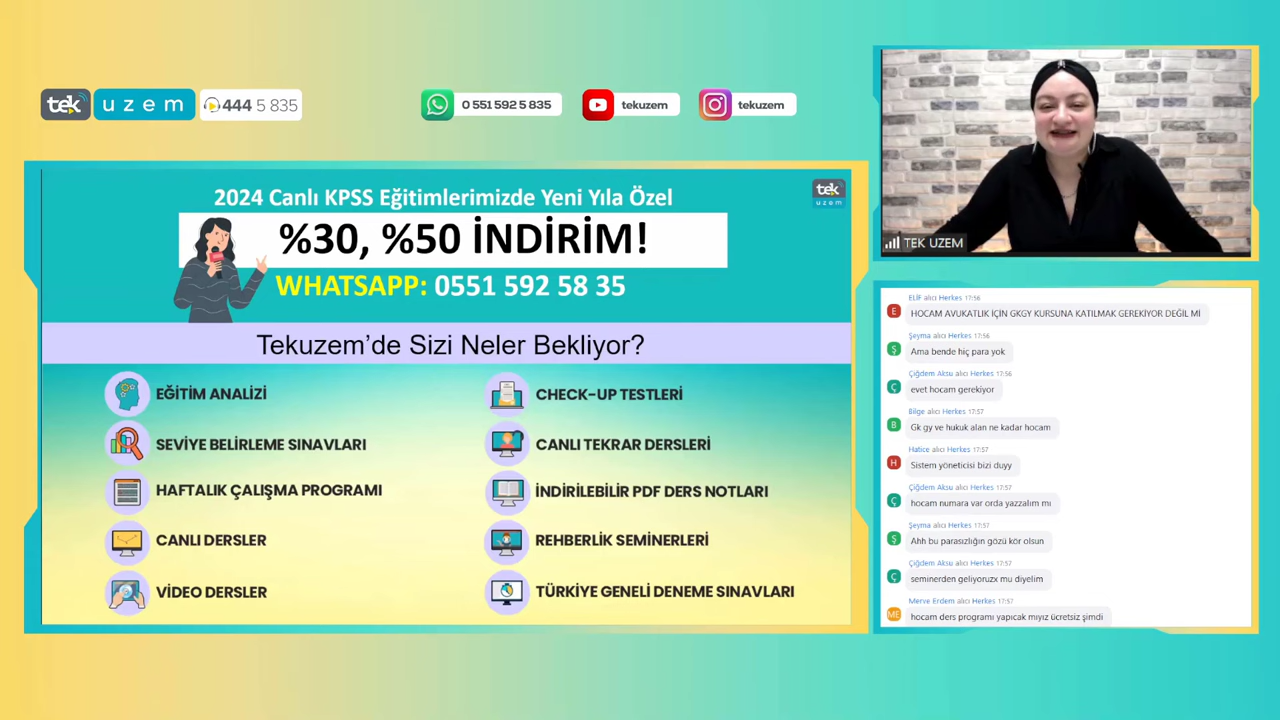 tek uzem 444 5 835
0 551 592 5 835
tekuzem
tekuzem
2024 Canlı KPSS Eğitimlerimizde Yeni Yıla Özel
%30, %50 İNDİRİM!
WHATSAPP: 0551 592 58 35
tek
uzem
Tekuzem’de Sizi Neler Bekliyor?
EĞİTİM ANALİZİ
SEVİYE BELİRLEME SINAVLARI
HAFTALIK ÇALIŞMA PROGRAMI
CANLI DERSLER
VİDEO DERSLER
CHECK-UP TESTLERİ
CANLI TEKRAR DERSLERİ
İNDİRİLEBİLİR PDF DERS NOTLARI
REHBERLİK SEMİNERLERİ
TÜRKİYE GENELİ DENEME SINAVLARI
TEK UZEM
ELİF alıcı Herkes 17:56
E HOCAM AVUKATLIK İÇİN GKGY KURSUNA KATILMAK GEREKİYOR DEĞİL Mİ
Şeyma alıcı Herkes 17:56
Ş Ama bende hiç para yok
Çiğdem Aksu alıcı Herkes 17:56
Ç evet hocam gerekiyor
Bilge alıcı Herkes 17:57
B Gk gy ve hukuk alan ne kadar hocam
Hatice alıcı Herkes 17:57
H Sistem yöneticisi bizi duyy
Çiğdem Aksu alıcı Herkes 17:57
Ç hocam numara var orda yazzalım mı
Şeyma alıcı Herkes 17:57
Ş Ahh bu parasızlığın gözü kör olsun
Çiğdem Aksu alıcı Herkes 17:57
Ç seminerden geliyoruzx mu diyelim
Merve Erdem alıcı Herkes 17:57
ME hocam ders programı yapıcak mıyız ücretsiz şimdi